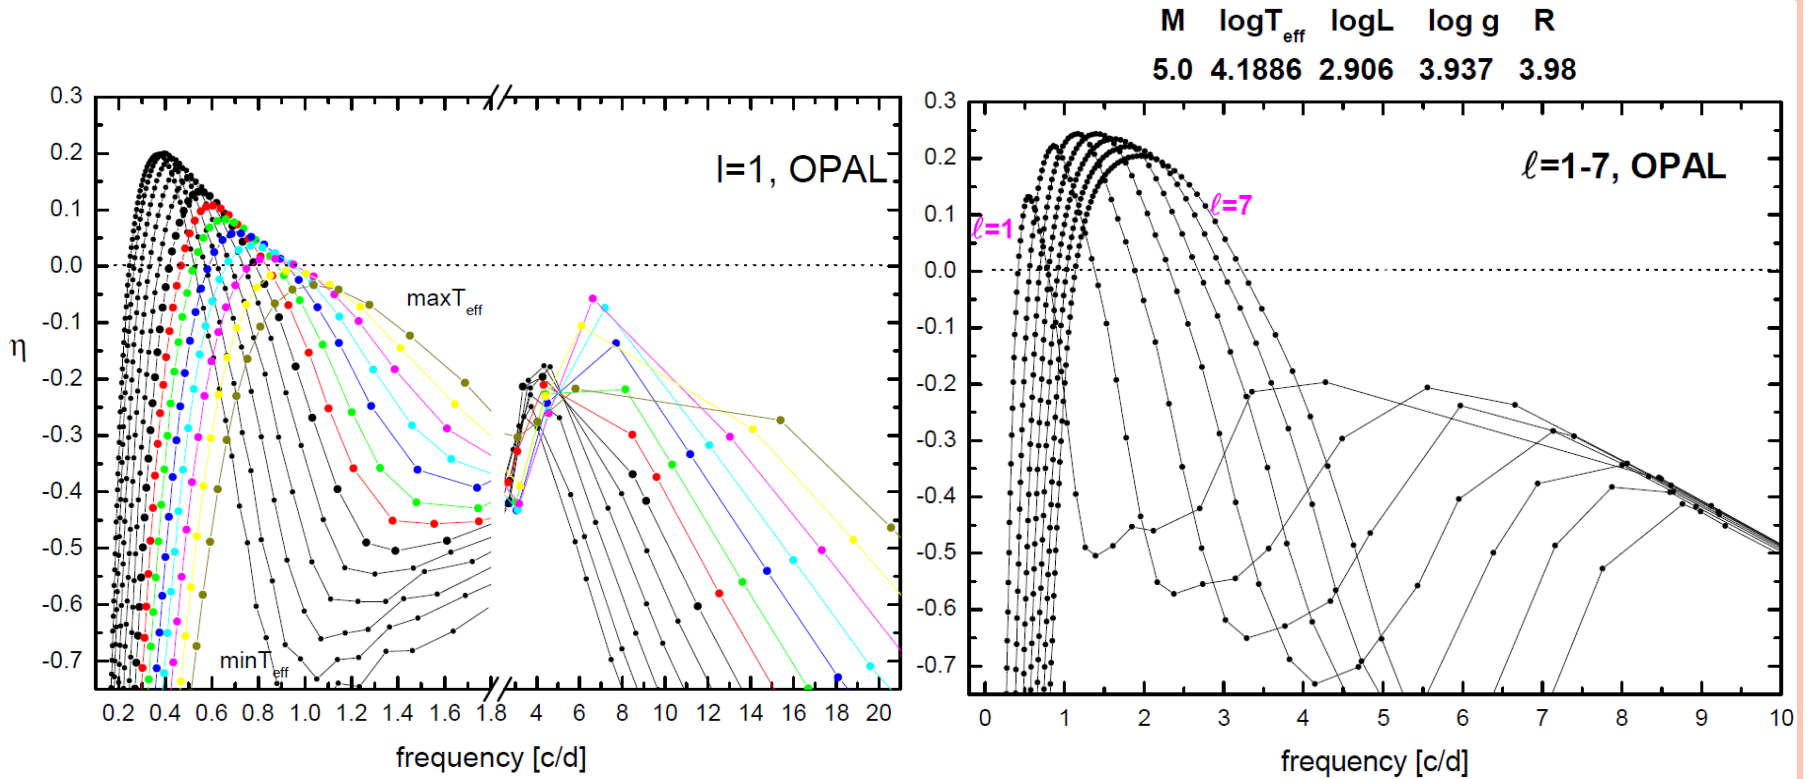 M logT_eff logL log g R
5.0 4.1886 2.906 3.937 3.98
0.3
0.2
0.1
0.0
-0.1
-0.2
-0.3
-0.4
-0.5
-0.6
-0.7
η
l=1, OPAL
maxT_eff
minT_eff
0.2 0.4 0.6 0.8 1.0 1.2 1.4 1.6 1.8 4 6 8 10 12 14 16 18 20
frequency [c/d]
0.3
0.2
0.1
0.0
-0.1
-0.2
-0.3
-0.4
-0.5
-0.6
-0.7
ℓ=1-7, OPAL
ℓ=7
ℓ=1
0 1 2 3 4 5 6 7 8 9 10
frequency [c/d]